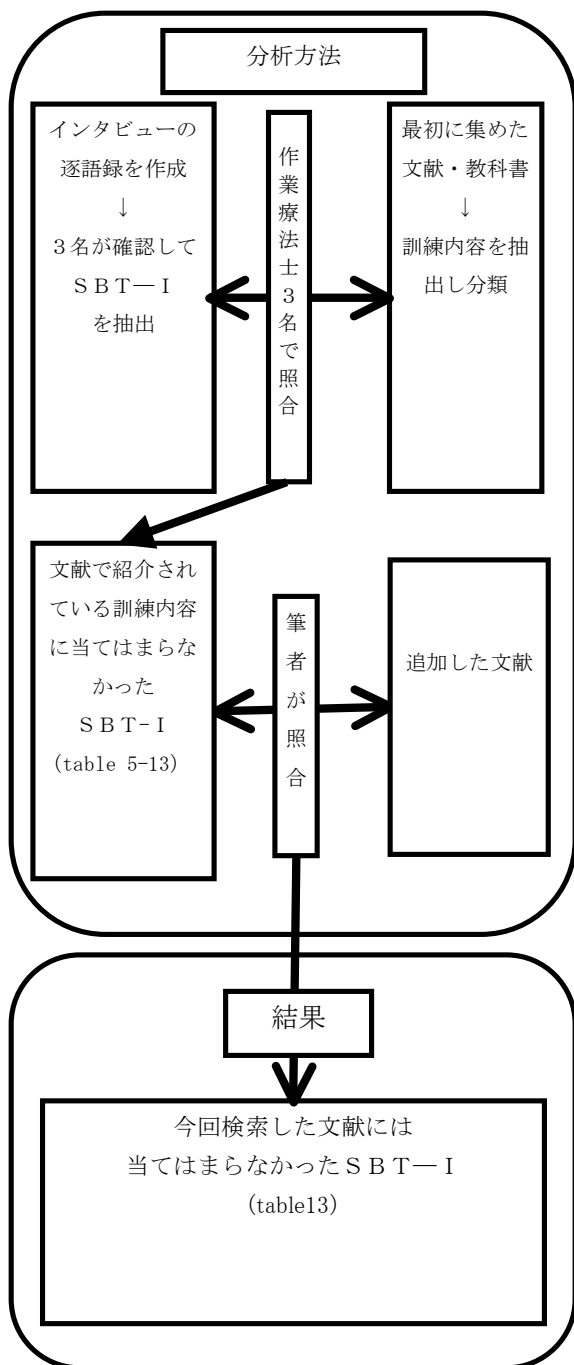 分析方法
インタビューの
逐語録を作成
↓
３名が確認して
ＳＢＴ―Ｉ
を抽出
作業療法士３名で照合
最初に集めた
文献・教科書
↓
訓練内容を抽
出し分類
文献で紹介され
ている訓練内容
に当てはまらな
かった
ＳＢＴ-Ｉ
(table 5-13)
筆者が照合
追加した文献
結果
今回検索した文献には
当てはまらなかったＳＢＴ―Ｉ
(table13)